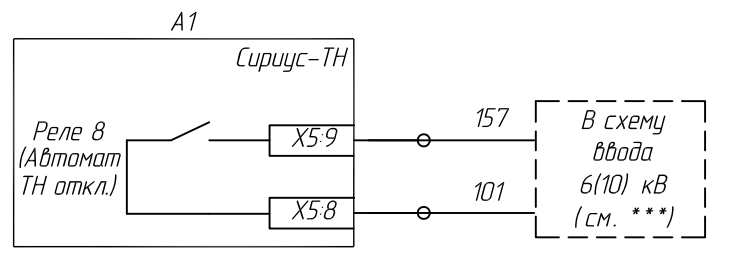 А1
Сириус-ТН
Реле 8
(Автомат
ТН откл.)
X5:9
X5:8
157
101
В схему
ввода
6(10) кВ
(см. ***)